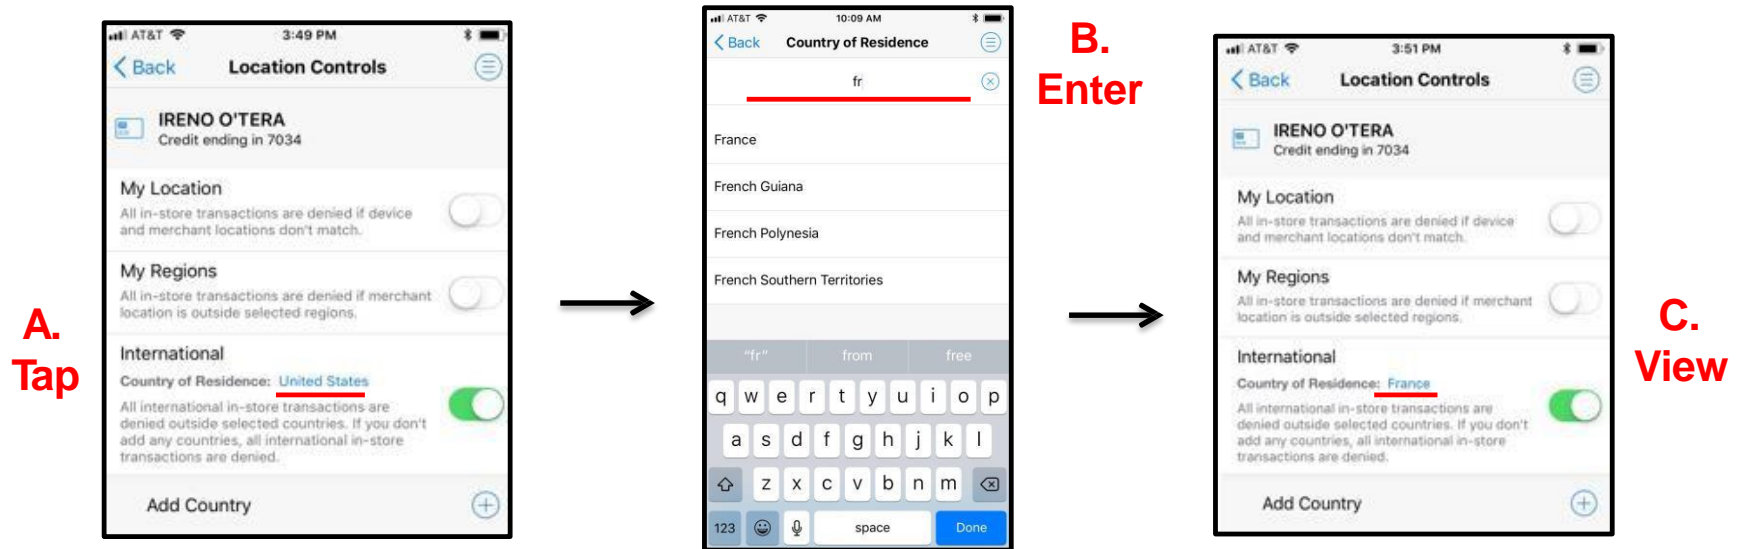 A.
Tap
AT&T 3:49 PM
Back Location Controls
IRENO O'TERA
Credit ending in 7034
My Location
All in-store transactions are denied if device
and merchant locations don't match.
My Regions
All in-store transactions are denied if merchant
location is outside selected regions.
International
Country of Residence: United States
All international in-store transactions are
denied outside selected countries. If you don't
add any countries, all international in-store
transactions are denied.
Add Country
B.
Enter
AT&T 10:09 AM
Back Country of Residence
fr
France
French Guiana
French Polynesia
French Southern Territories
"fr" from free
q w e r t y u i o p
a s d f g h j k l
z x c v b n m
123 space Done
C.
View
AT&T 3:51 PM
Back Location Controls
IRENO O'TERA
Credit ending in 7034
My Location
All in-store transactions are denied if device
and merchant locations don't match.
My Regions
All in-store transactions are denied if merchant
location is outside selected regions.
International
Country of Residence: France
All international in-store transactions are
denied outside selected countries. If you don't
add any countries, all international in-store
transactions are denied.
Add Country